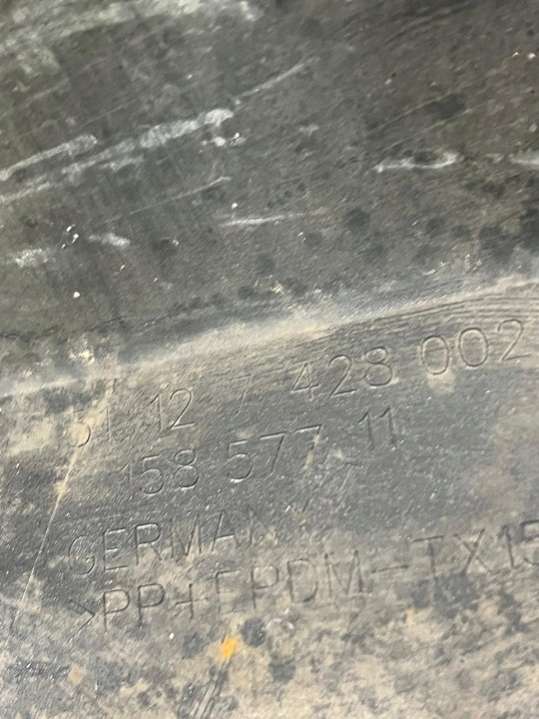 51 12 7 428 002
158 577 11
GERMANY
>PP+EPDM-TX15